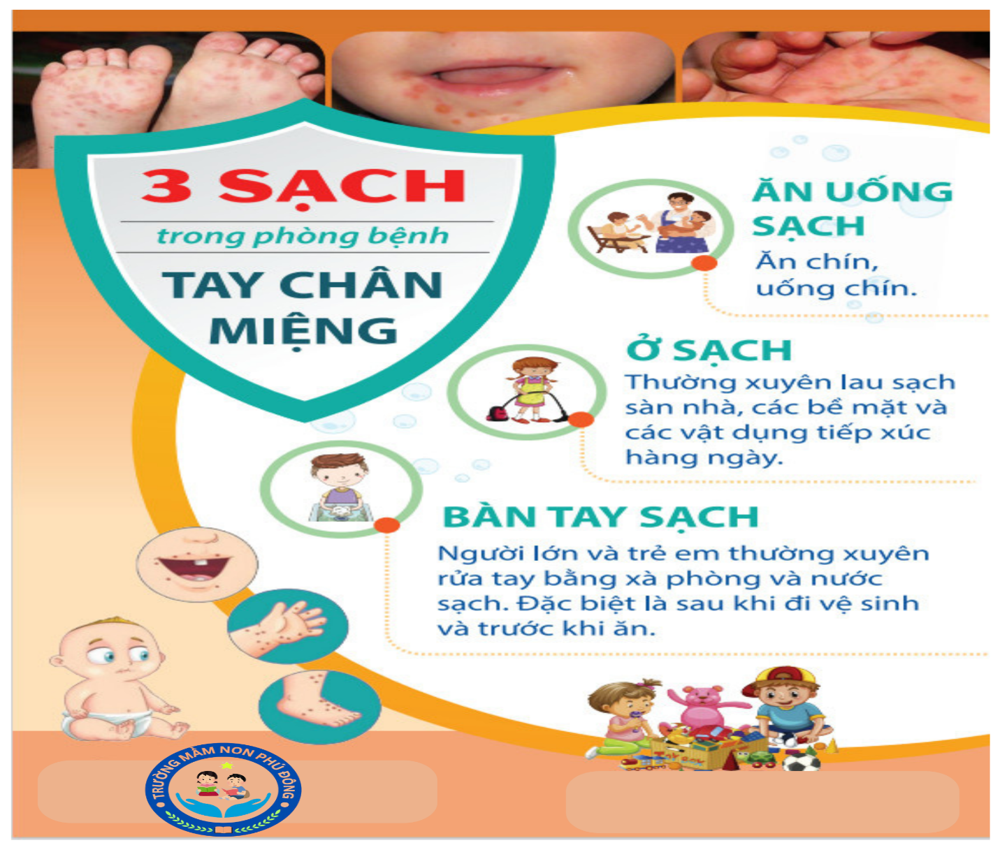 3 SẠCH
trong phòng bệnh
TAY CHÂN
MIỆNG
ĂN UỐNG
SẠCH
Ăn chín,
uống chín.
Ở SẠCH
Thường xuyên lau sạch
sàn nhà, các bề mặt và
các vật dụng tiếp xúc
hàng ngày.
BÀN TAY SẠCH
Người lớn và trẻ em thường xuyên
rửa tay bằng xà phòng và nước
sạch. Đặc biệt là sau khi đi vệ sinh
và trước khi ăn.
TOY BOX
TRƯỜNG MẦM NON PHÚ ĐÔNG